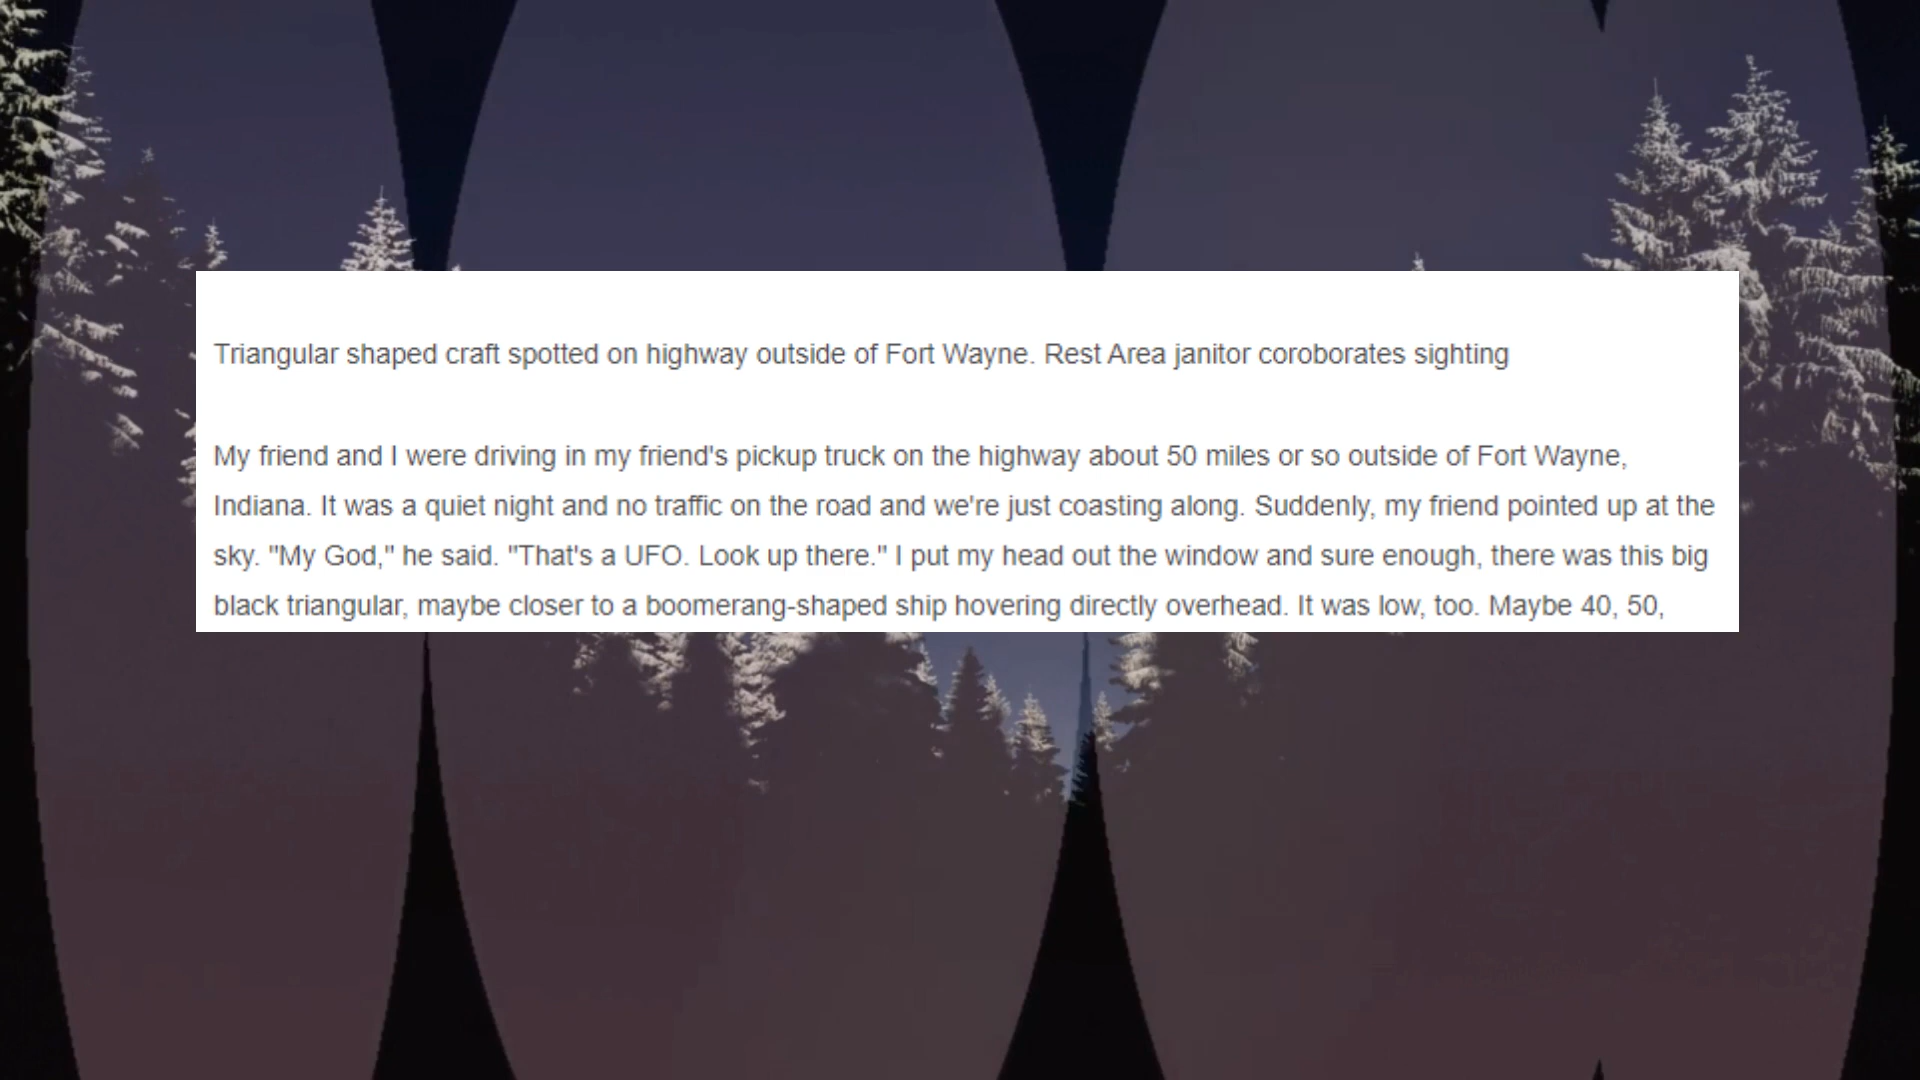 Triangular shaped craft spotted on highway outside of Fort Wayne. Rest Area janitor coroborates sighting
My friend and I were driving in my friend's pickup truck on the highway about 50 miles or so outside of Fort Wayne,
Indiana. It was a quiet night and no traffic on the road and we're just coasting along. Suddenly, my friend pointed up at the
sky. "My God," he said. "That's a UFO. Look up there." I put my head out the window and sure enough, there was this big
black triangular, maybe closer to a boomerang-shaped ship hovering directly overhead. It was low, too. Maybe 40, 50,